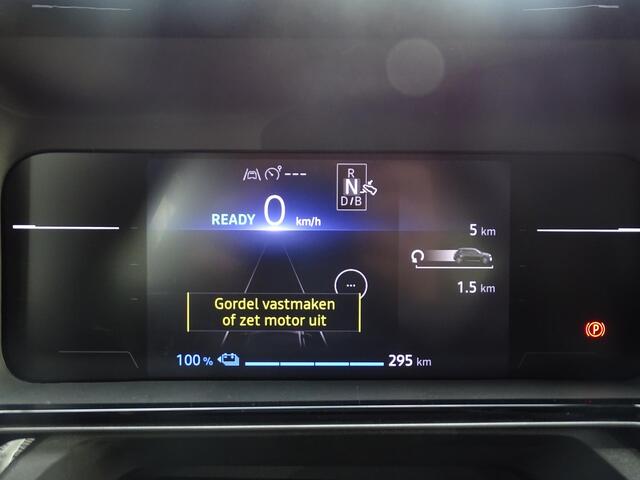 ---
R
N
D/B
READY 0 km/h
5 km
1.5 km
...
Gordel vastmaken
of zet motor uit
P
100 % 295 km